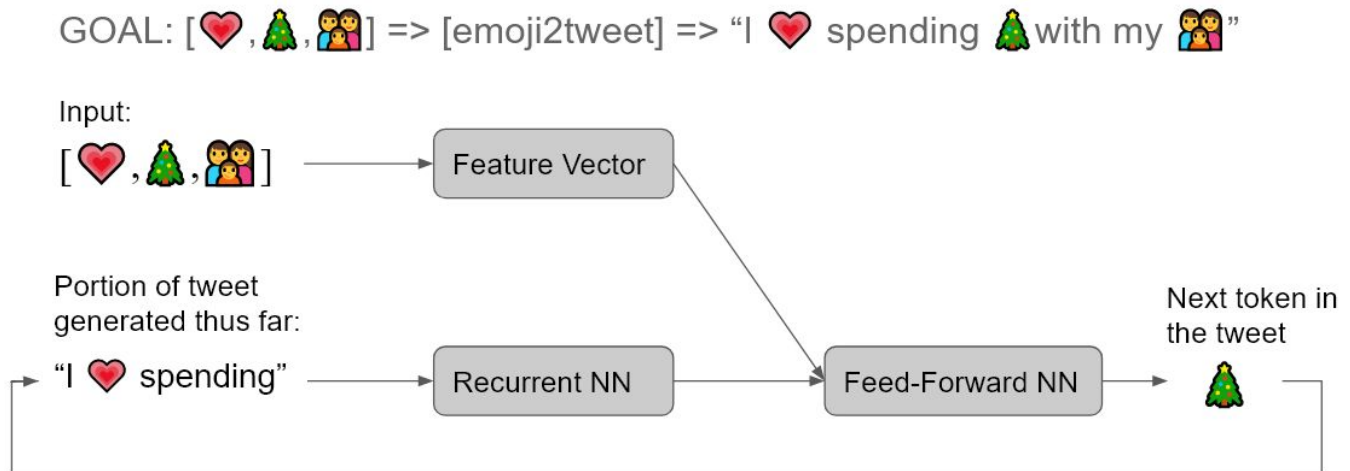 GOAL: [💗,🎄,👪] => [emoji2tweet] => “I 💗 spending 🎄with my 👪”
Input:
[💗,🎄,👪]
Feature Vector
Portion of tweet
generated thus far:
“I 💗 spending”
Recurrent NN
Feed-Forward NN
Next token in
the tweet
🎄